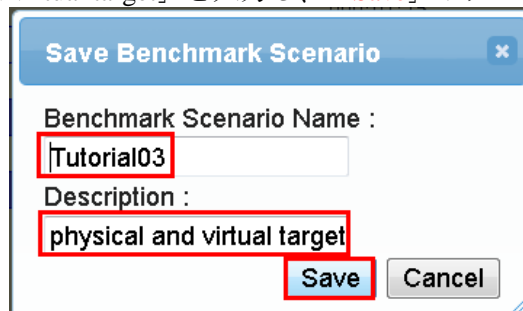 Save Benchmark Scenario
Benchmark Scenario Name :
Tutorial03
Description :
physical and virtual target
Save Cancel